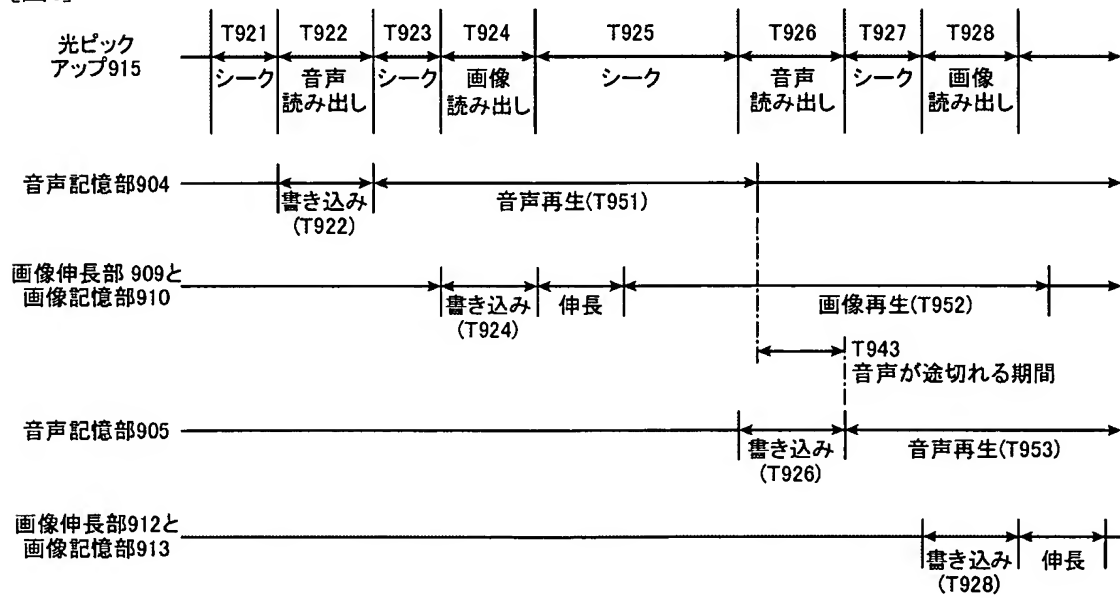 T921 T922 T923 T924 T925 T926 T927 T928
光ピック
アップ915
シーク 音声 シーク 画像 シーク 音声 シーク 画像
読み出し 読み出し 読み出し 読み出し
音声記憶部904
書き込み 音声再生(T951)
(T922)
画像伸長部 909と
画像記憶部910
書き込み 伸長 画像再生(T952)
(T924)
T943
音声が途切れる期間
音声記憶部905
書き込み 音声再生(T953)
(T926)
画像伸長部912と
画像記憶部913
書き込み 伸長
(T928)